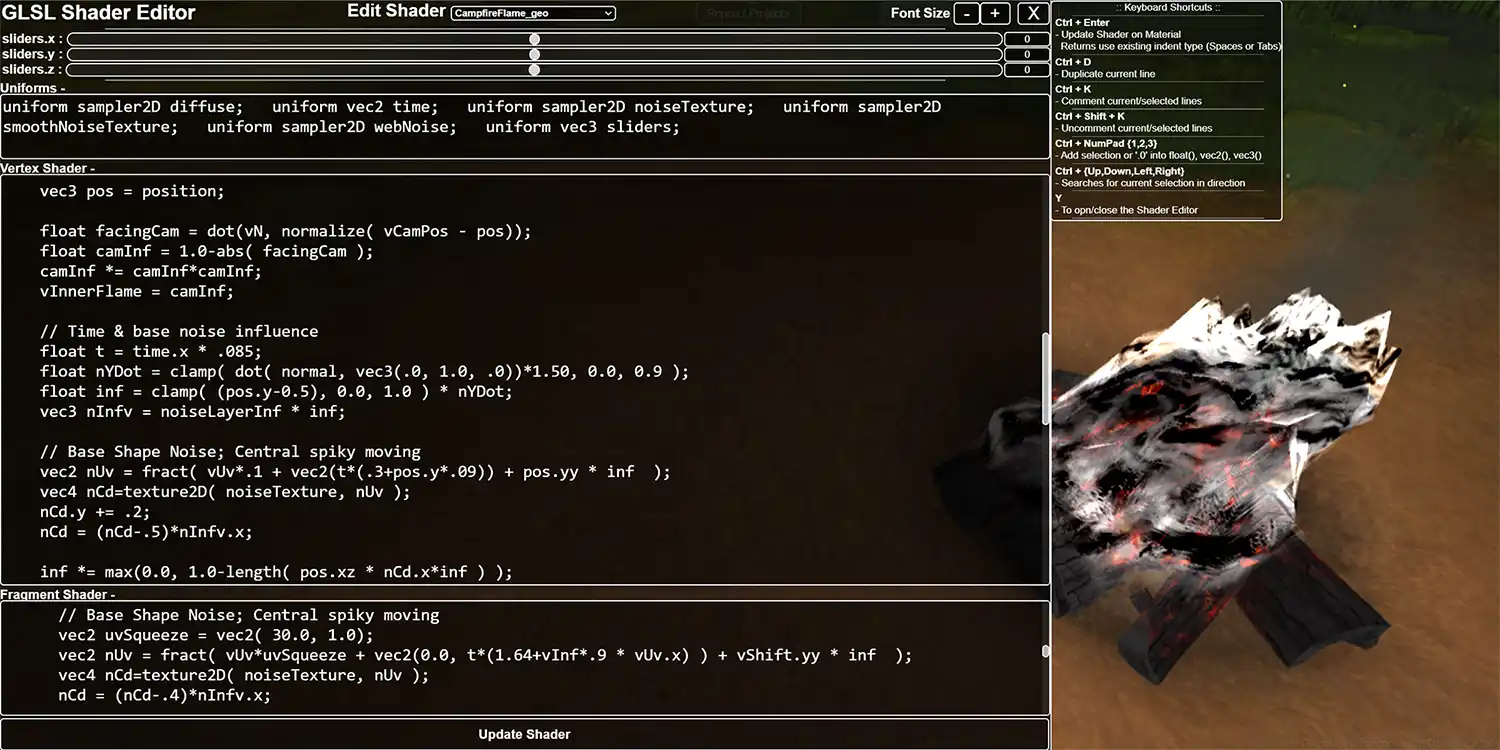 GLSL Shader Editor
Edit Shader CampfireFlame_geo
Font Size - + X
sliders.x : 0
sliders.y : 0
sliders.z : 0
Uniforms -
uniform sampler2D diffuse;   uniform vec2 time;   uniform sampler2D noiseTexture;   uniform sampler2D
smoothNoiseTexture;   uniform sampler2D webNoise;   uniform vec3 sliders;
Vertex Shader -
vec3 pos = position;
float facingCam = dot(vN, normalize( vCamPos - pos));
float camInf = 1.0-abs( facingCam );
camInf *= camInf*camInf;
vInnerFlame = camInf;
// Time & base noise influence
float t = time.x * .085;
float nYDot = clamp( dot( normal, vec3(.0, 1.0, .0))*1.50, 0.0, 0.9 );
float inf = clamp( (pos.y-0.5), 0.0, 1.0 ) * nYDot;
vec3 nInfv = noiseLayerInf * inf;
// Base Shape Noise; Central spiky moving
vec2 nUv = fract( vUv*.1 + vec2(t*(.3+pos.y*.09)) + pos.yy * inf  );
vec4 nCd=texture2D( noiseTexture, nUv );
nCd.y += .2;
nCd = (nCd-.5)*nInfv.x;
inf *= max(0.0, 1.0-length( pos.xz * nCd.x*inf ) );
Fragment Shader -
// Base Shape Noise; Central spiky moving
vec2 uvSqueeze = vec2( 30.0, 1.0);
vec2 nUv = fract( vUv*uvSqueeze + vec2(0.0, t*(1.64+vInf*.9 * vUv.x) ) + vShift.yy * inf  );
vec4 nCd=texture2D( noiseTexture, nUv );
nCd = (nCd-.4)*nInfv.x;
Update Shader
:: Keyboard Shortcuts ::
Ctrl + Enter
- Update Shader on Material
Returns use existing indent type (Spaces or Tabs)
Ctrl + D
- Duplicate current line
Ctrl + K
- Comment current/selected lines
Ctrl + Shift + K
- Uncomment current/selected lines
Ctrl + NumPad {1,2,3}
- Add selection or '.0' into float(), vec2(), vec3()
Ctrl + {Up,Down,Left,Right}
- Searches for current selection in direction
Y
- To opn/close the Shader Editor